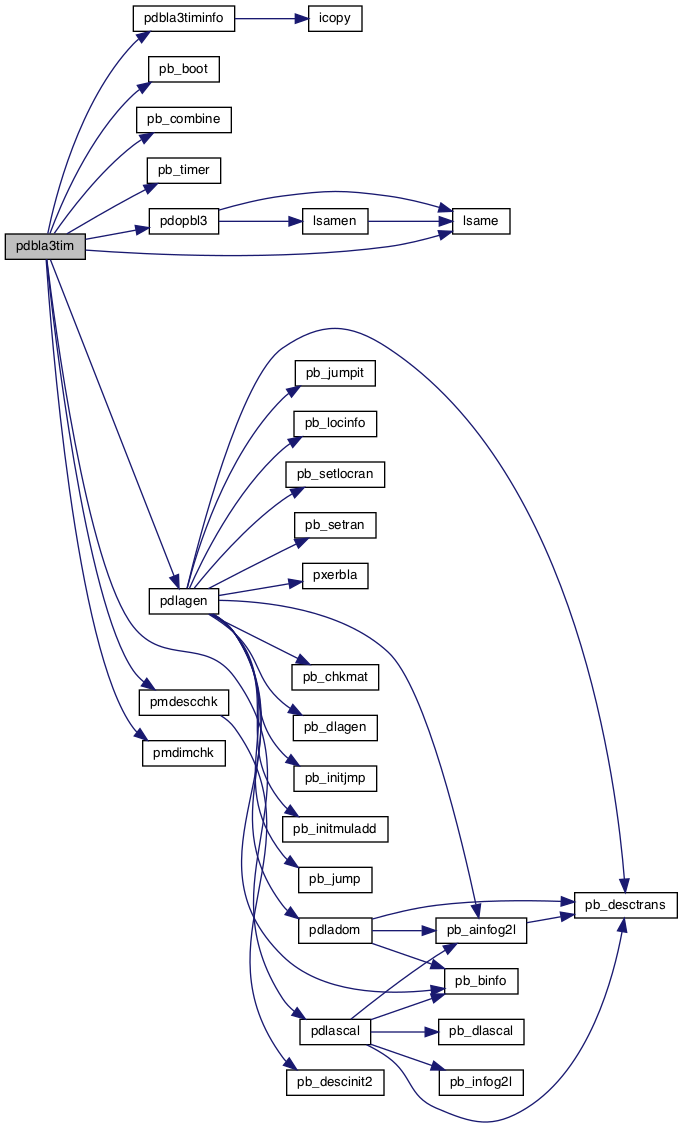 pdbla3timinfo
icopy
pb_boot
pb_combine
pb_timer
pdopbl3
lsamen
lsame
pdbla3tim
pb_jumpit
pb_locinfo
pb_setlocran
pb_setran
pxerbla
pdlagen
pb_chkmat
pmdescchk
pb_dlagen
pmdimchk
pb_initjmp
pb_initmuladd
pb_jump
pb_desctrans
pdladom
pb_ainfog2l
pb_binfo
pdlascal
pb_dlascal
pb_descinit2
pb_infog2l